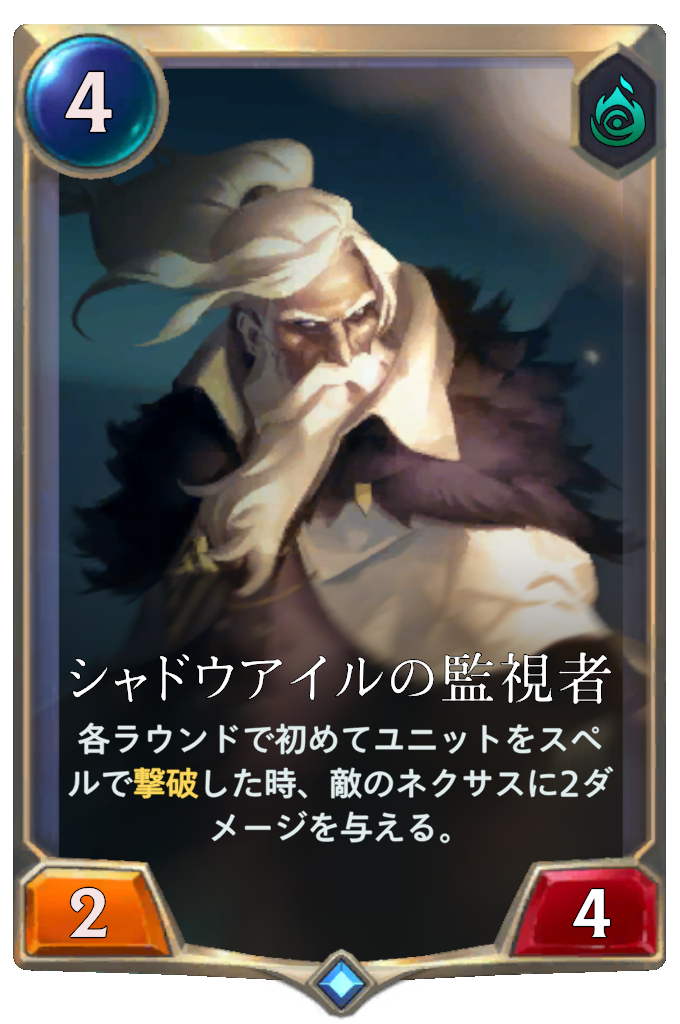 4
シャドウアイルの監視者
各ラウンドで初めてユニットをスペ
ルで撃破した時、敵のネクサスに2ダ
メージを与える。
2
4